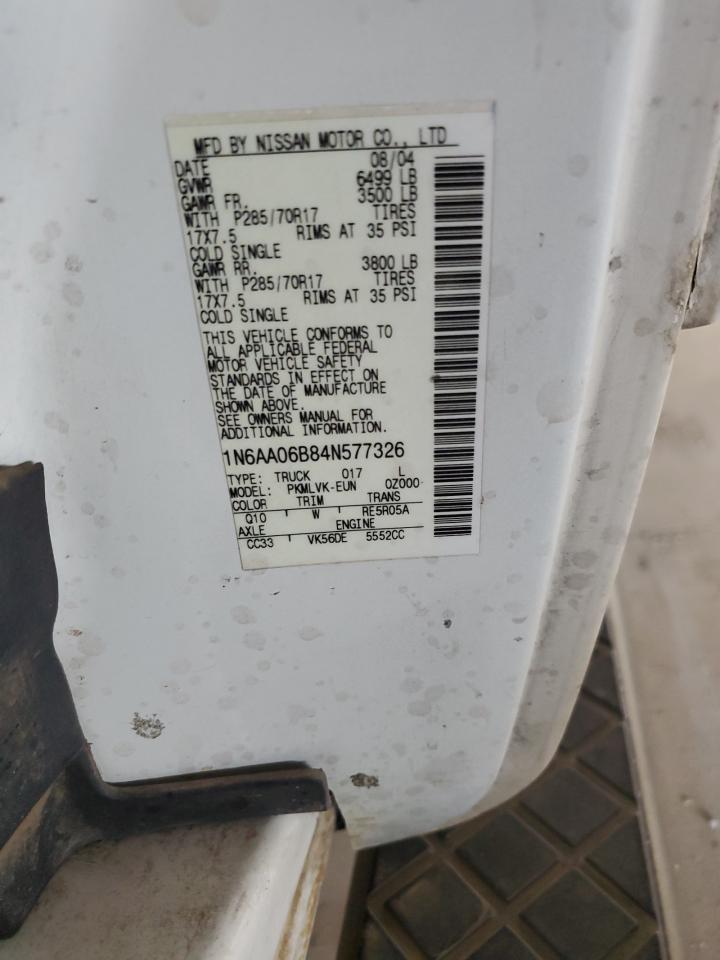 MFD BY NISSAN MOTOR CO., LTD
DATE 08/04
GVWR 6499 LB
GAWR FR. 3500 LB
WITH P285/70R17 TIRES
17X7.5 RIMS AT 35 PSI
COLD SINGLE
GAWR RR. 3800 LB
WITH P285/70R17 TIRES
17X7.5 RIMS AT 35 PSI
COLD SINGLE
THIS VEHICLE CONFORMS TO
ALL APPLICABLE FEDERAL
MOTOR VEHICLE SAFETY
STANDARDS IN EFFECT ON
THE DATE OF MANUFACTURE
SHOWN ABOVE.
SEE OWNERS MANUAL FOR
ADDITIONAL INFORMATION.
1N6AA06B84N577326
TYPE: TRUCK 017 L
MODEL: PKMLVK-EUN 0Z000
COLOR TRIM TRANS
Q10 W RE5R05A
AXLE ENGINE
CC33 VK56DE 5552CC